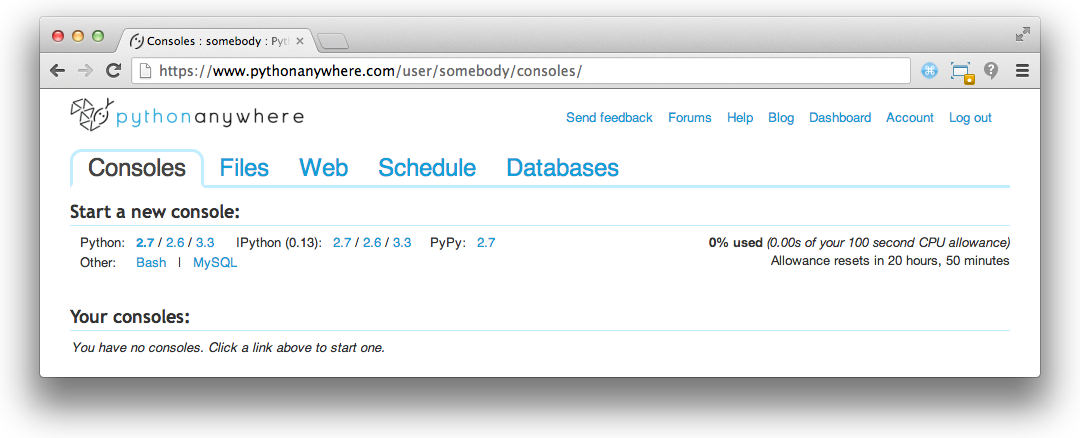 Consoles : somebody : Pyt
https://www.pythonanywhere.com/user/somebody/consoles/
pythonanywhere
Send feedback Forums Help Blog Dashboard Account Log out
Consoles Files Web Schedule Databases
Start a new console:
Python: 2.7 / 2.6 / 3.3 IPython (0.13): 2.7 / 2.6 / 3.3 PyPy: 2.7
0% used (0.00s of your 100 second CPU allowance)
Other: Bash | MySQL
Allowance resets in 20 hours, 50 minutes
Your consoles:
You have no consoles. Click a link above to start one.